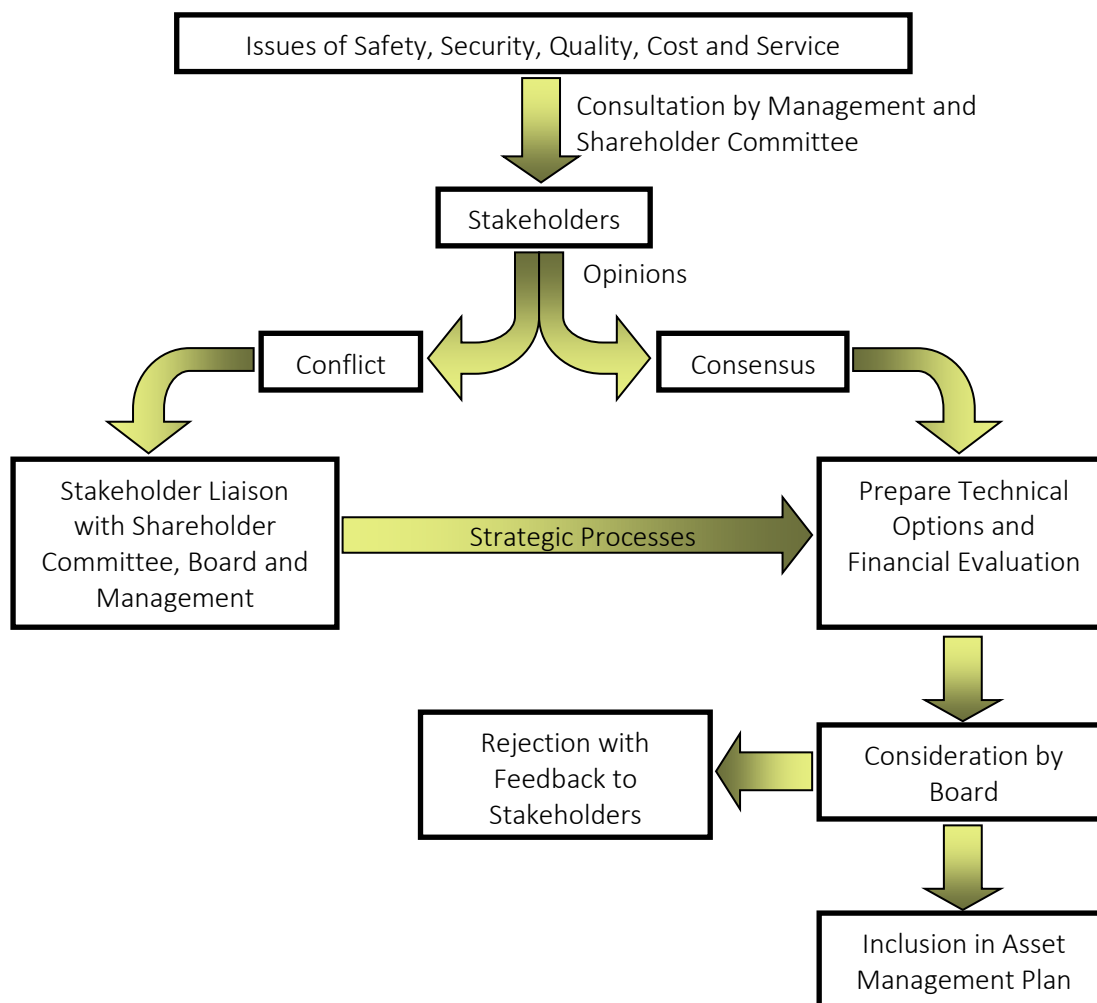 Issues of Safety, Security, Quality, Cost and Service
Consultation by Management and
Shareholder Committee
Stakeholders
Opinions
Conflict
Consensus
Stakeholder Liaison
with Shareholder
Committee, Board and
Management
Strategic Processes
Prepare Technical
Options and
Financial Evaluation
Rejection with
Feedback to
Stakeholders
Consideration by
Board
Inclusion in Asset
Management Plan